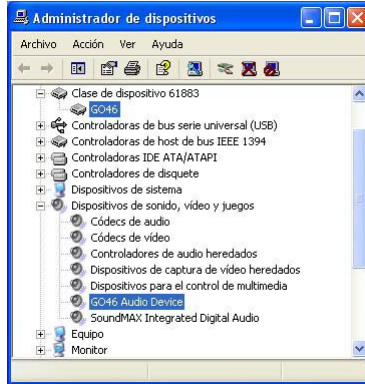 Administrador de dispositivos
Archivo Acción Ver Ayuda
Clase de dispositivo 61883
GO46
Controladoras de bus serie universal (USB)
Controladoras de host de bus IEEE 1394
Controladoras IDE ATA/ATAPI
Controladores de disquete
Dispositivos de sistema
Dispositivos de sonido, vídeo y juegos
Códecs de audio
Códecs de vídeo
Controladores de audio heredados
Dispositivos de captura de vídeo heredados
Dispositivos para el control de multimedia
GO46 Audio Device
SoundMAX Integrated Digital Audio
Equipo
Monitor